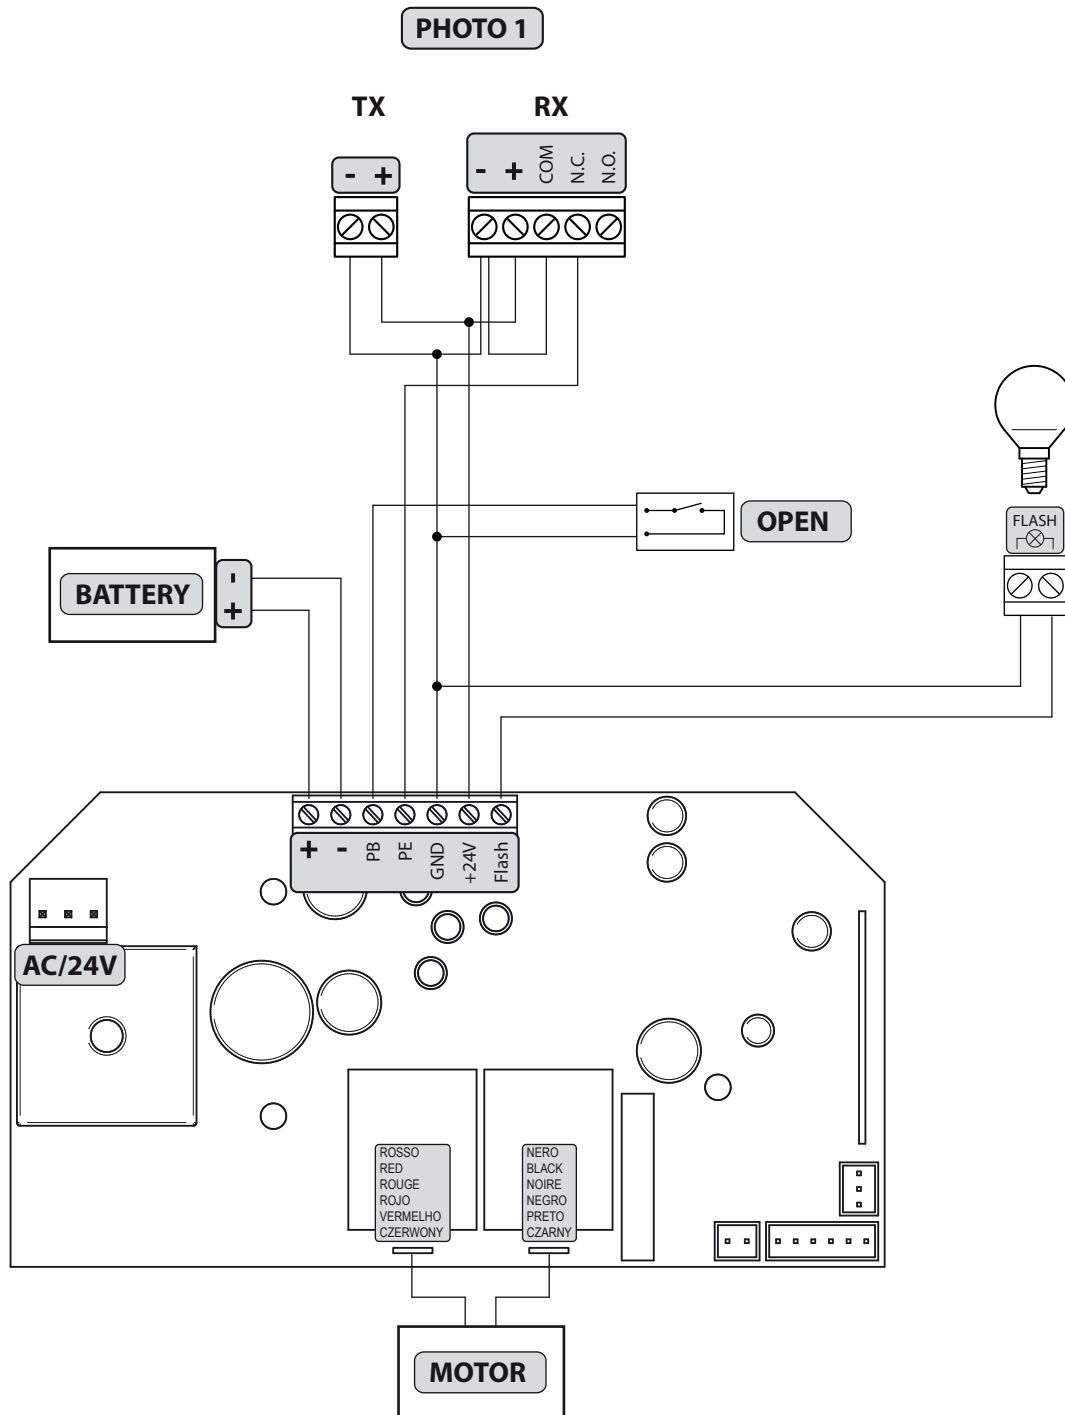 PHOTO 1
TX
RX
- +
- + COM N.C. N.O.
OPEN
FLASH
BATTERY
-
+
+ - PB PE GND +24V Flash
AC/24V
ROSSO
RED
ROUGE
ROJO
VERMELHO
CZERWONY
NERO
BLACK
NOIRE
NEGRO
PRETO
CZARNY
MOTOR